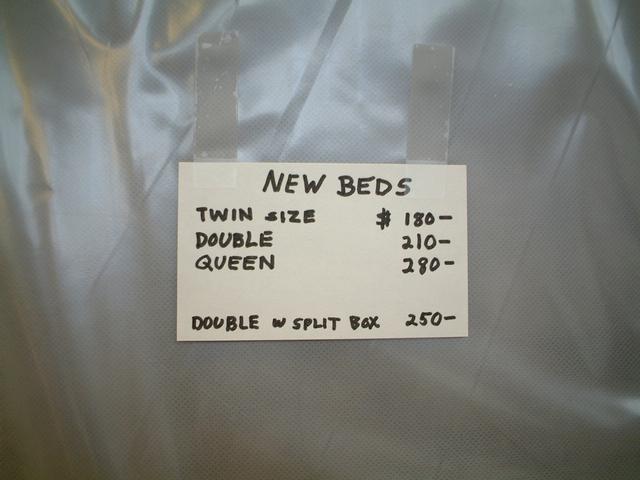 NEW BEDS
TWIN SIZE $ 180-
DOUBLE 210-
QUEEN 280-
DOUBLE W SPLIT BOX 250-